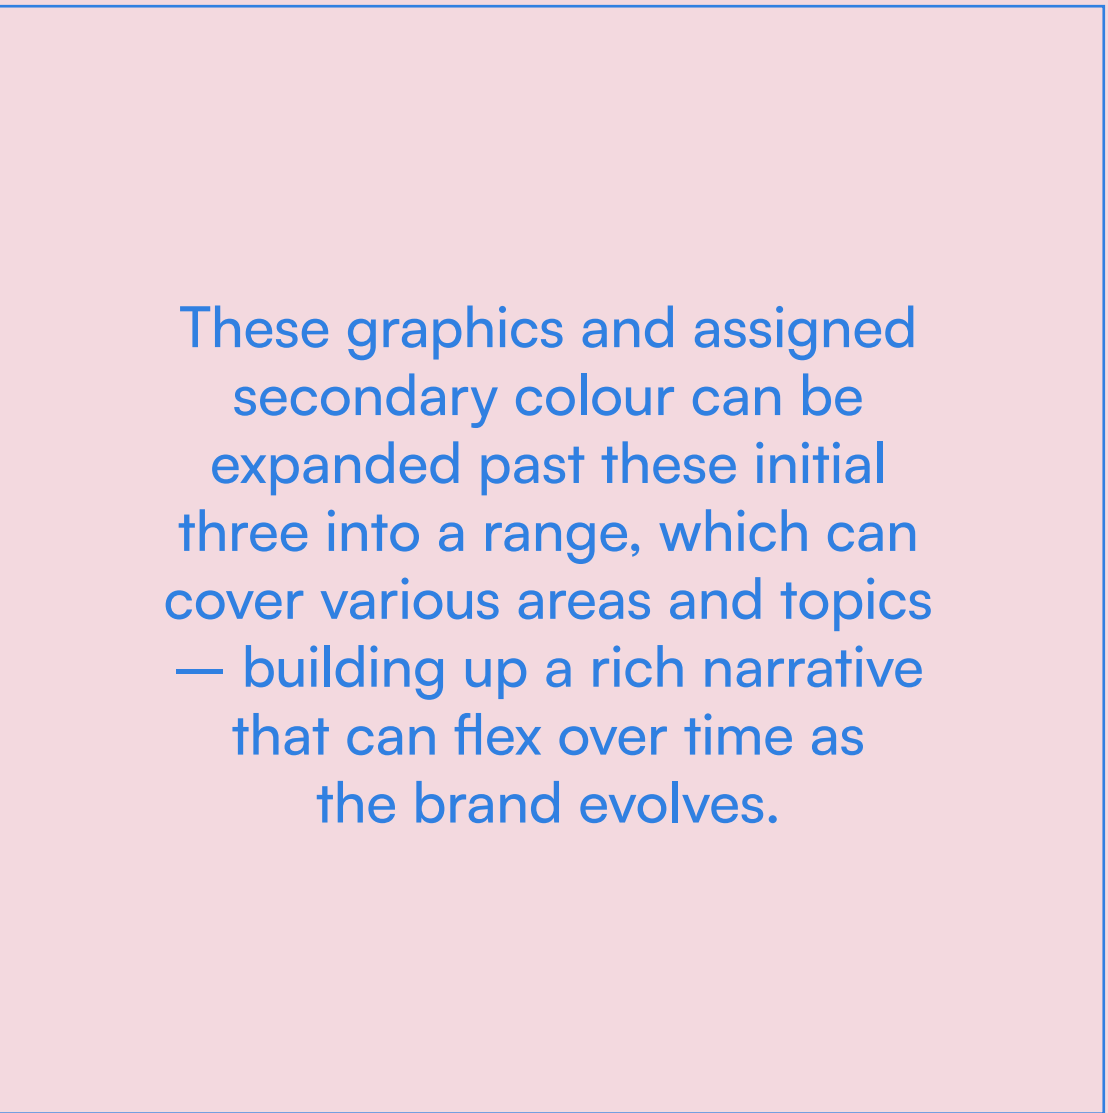 These graphics and assigned
secondary colour can be
expanded past these initial
three into a range, which can
cover various areas and topics
— building up a rich narrative
that can flex over time as
the brand evolves.